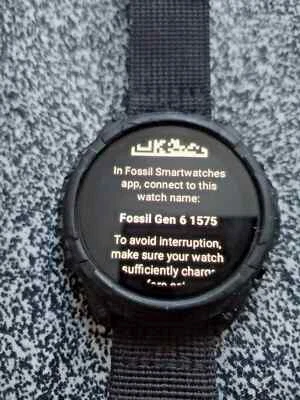 In Fossil Smartwatches
app, connect to this
watch name:
Fossil Gen 6 1575
To avoid interruption,
make sure your watch
sufficiently